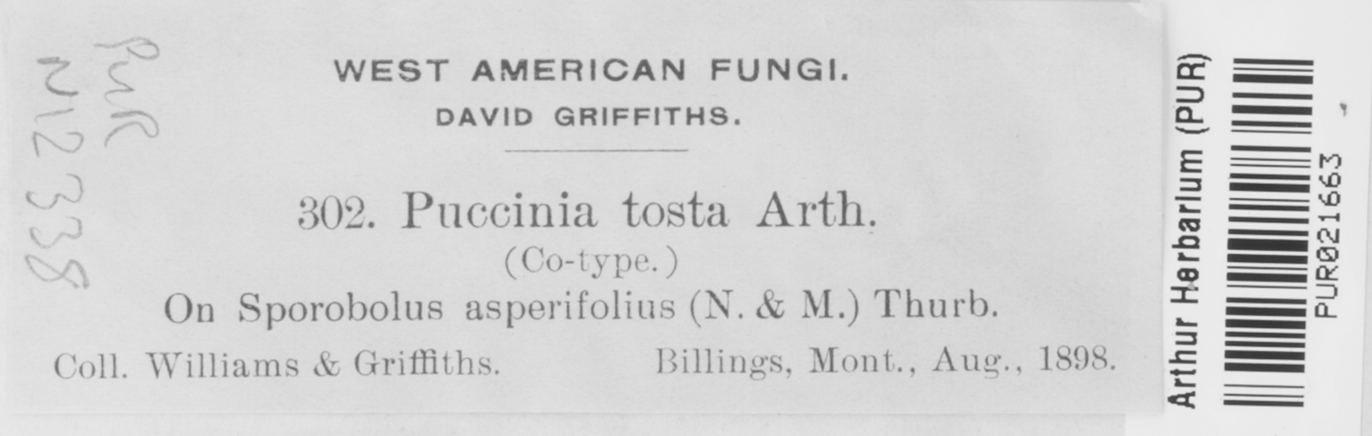 PUR
N12338
WEST AMERICAN FUNGI.
DAVID GRIFFITHS.
302. Puccinia tosta Arth.
(Co-type.)
On Sporobolus asperifolius (N. & M.) Thurb.
Coll. Williams & Griffiths. Billings, Mont., Aug., 1898.
Arthur Herbarium (PUR)
PUR021663